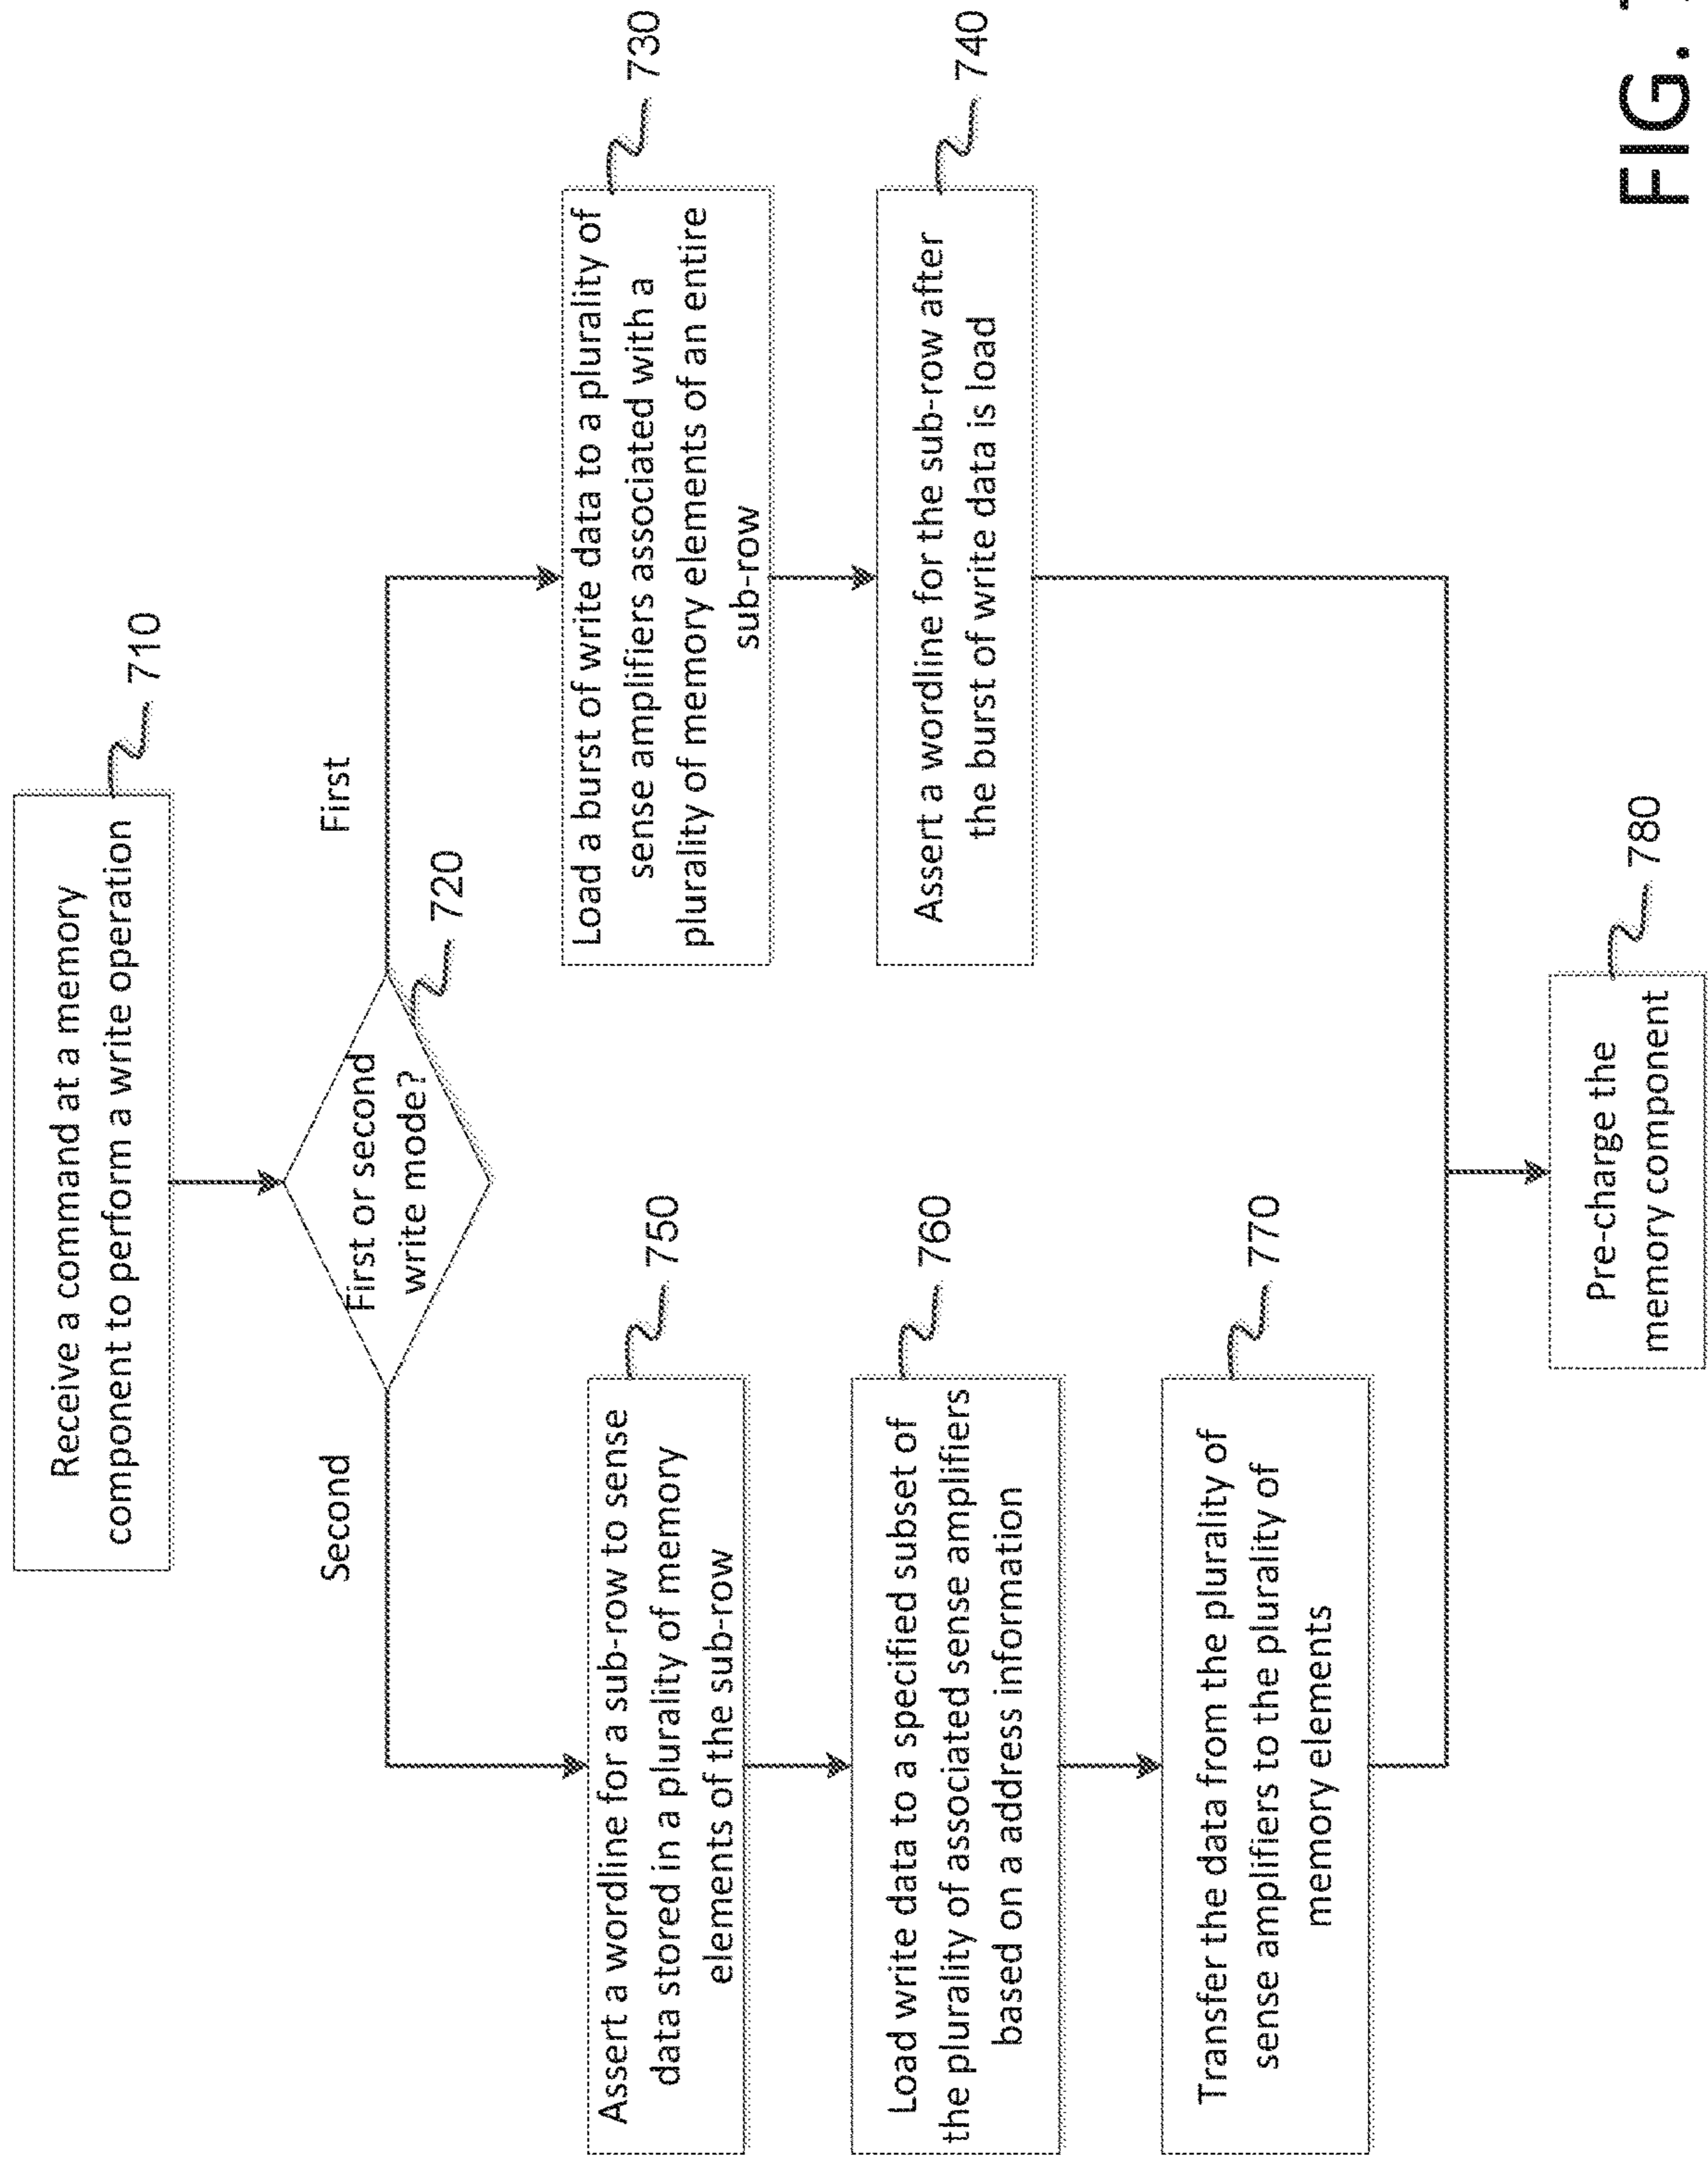 Receive a command at a memory
component to perform a write operation
710
First or second
write mode?
720
First
Second
Load a burst of write data to a plurality of
sense amplifiers associated with a
plurality of memory elements of an entire
sub-row
730
Assert a wordline for the sub-row after
the burst of write data is load
740
Assert a wordline for a sub-row to sense
data stored in a plurality of memory
elements of the sub-row
750
Load write data to a specified subset of
the plurality of associated sense amplifiers
based on a address information
760
Transfer the data from the plurality of
sense amplifiers to the plurality of
memory elements
770
Pre-charge the
memory component
780
FIG.